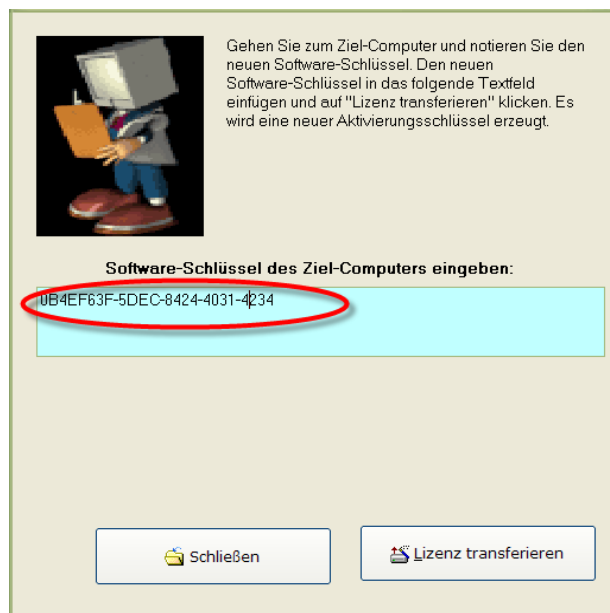 Gehen Sie zum Ziel-Computer und notieren Sie den
neuen Software-Schlüssel. Den neuen
Software-Schlüssel in das folgende Textfeld
einfügen und auf "Lizenz transferieren" klicken. Es
wird eine neuer Aktivierungsschlüssel erzeugt.
Software-Schlüssel des Ziel-Computers eingeben:
0B4EF63F-5DEC-8424-4031-4234
Schließen
Lizenz transferieren